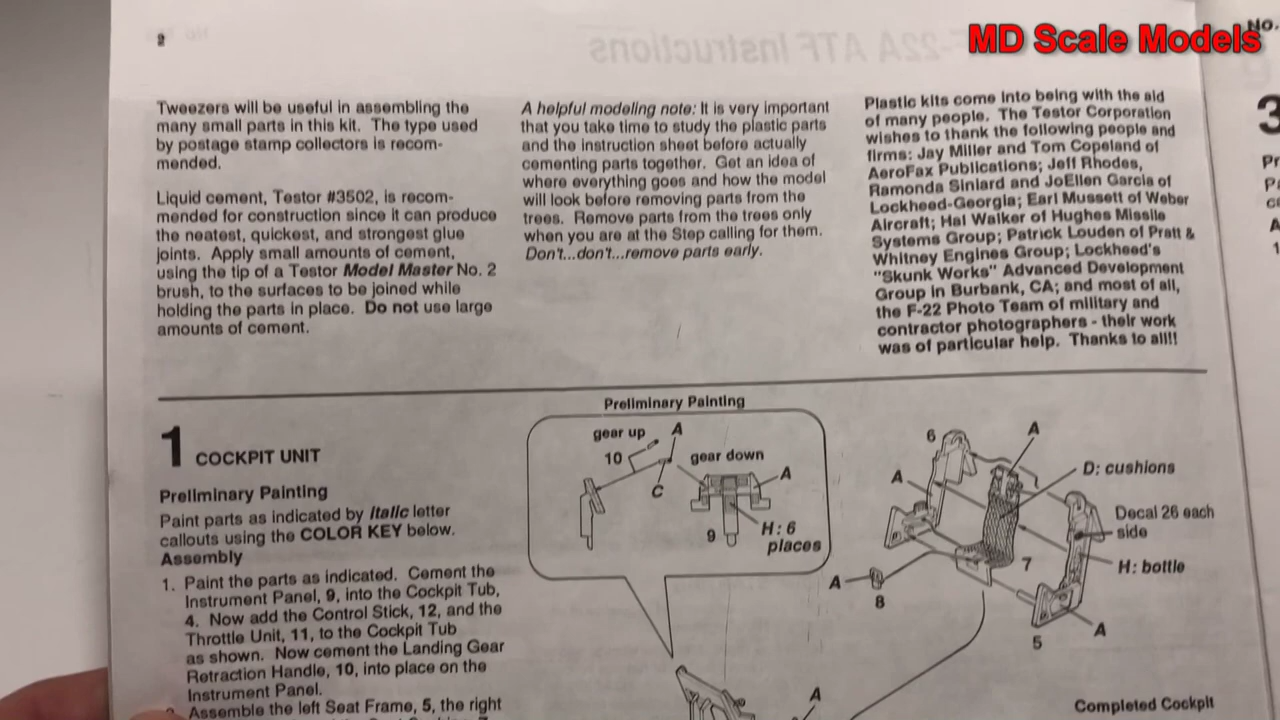 MD Scale Models
No.
2
-22A ATF Instructions
Tweezers will be useful in assembling the
many small parts in this kit. The type used
by postage stamp collectors is recom-
mended.
Liquid cement, Testor #3502, is recom-
mended for construction since it can produce
the neatest, quickest, and strongest glue
joints. Apply small amounts of cement,
using the tip of a Testor Model Master No. 2
brush, to the surfaces to be joined while
holding the parts in place. Do not use large
amounts of cement.
A helpful modeling note: It is very important
that you take time to study the plastic parts
and the instruction sheet before actually
cementing parts together. Get an idea of
where everything goes and how the model
will look before removing parts from the
trees. Remove parts from the trees only
when you are at the Step calling for them.
Don't...don't...remove parts early.
Plastic kits come into being with the aid
of many people. The Testor Corporation
wishes to thank the following people and
firms: Jay Miller and Tom Copeland of
AeroFax Publications; Jeff Rhodes,
Ramonda Siniard and JoEllen Garcia of
Lockheed-Georgia; Earl Mussett of Weber
Aircraft; Hal Walker of Hughes Missile
Systems Group; Patrick Louden of Pratt &
Whitney Engines Group; Lockheed's
"Skunk Works" Advanced Development
Group in Burbank, CA; and most of all,
the F-22 Photo Team of military and
contractor photographers - their work
was of particular help. Thanks to all!!
3
1 COCKPIT UNIT
Preliminary Painting
Paint parts as indicated by italic letter
callouts using the COLOR KEY below.
Assembly
1. Paint the parts as indicated. Cement the
Instrument Panel, 9, into the Cockpit Tub,
4. Now add the Control Stick, 12, and the
Throttle Unit, 11, to the Cockpit Tub
as shown. Now cement the Landing Gear
Retraction Handle, 10, into place on the
Instrument Panel.
Assemble the left Seat Frame, 5, the right
Preliminary Painting
gear up
A
10
C
gear down
A
9
H: 6
places
6
A
A
D: cushions
Decal 26 each
side
7
H: bottle
A
8
5
A
A
Completed Cockpit